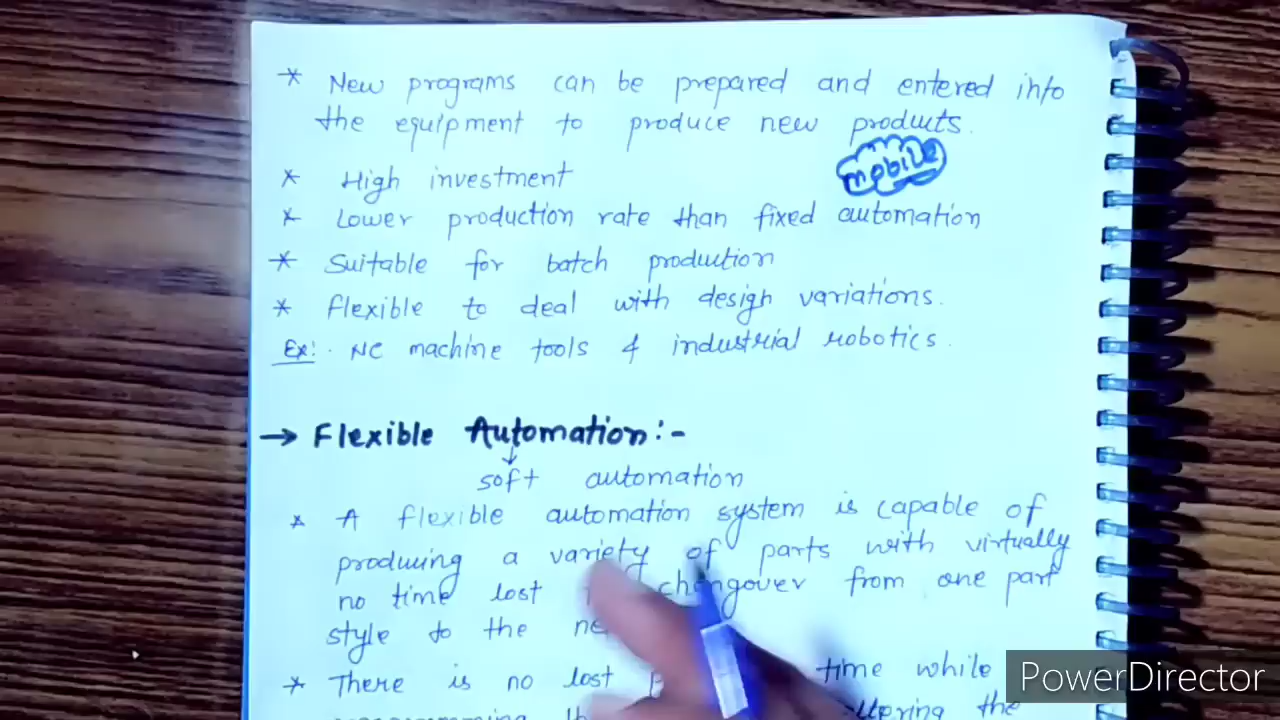 * New programs can be prepared and entered into
the equipment to produce new products.
mobile
* High investment
* Lower production rate than fixed automation
* Suitable for batch production
* Flexible to deal with design variations.
Ex:- NC machine tools & industrial robotics.
→ Flexible Automation:-
↓
soft automation
* A flexible automation system is capable of
producing a variety of parts with virtually
no time lost changover from one part
style to the
* There is no lost time while
the
PowerDirector